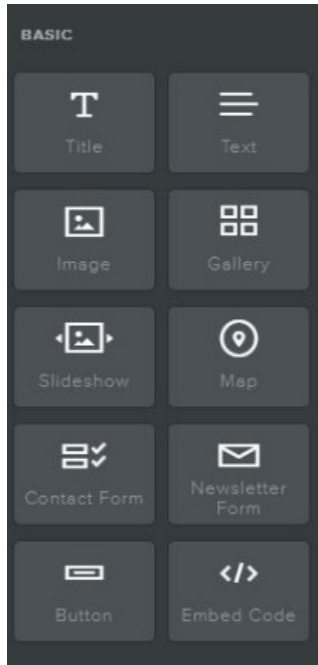 BASIC
Title
Text
Image
Gallery
Slideshow
Map
Contact Form
Newsletter
Form
Button
Embed Code